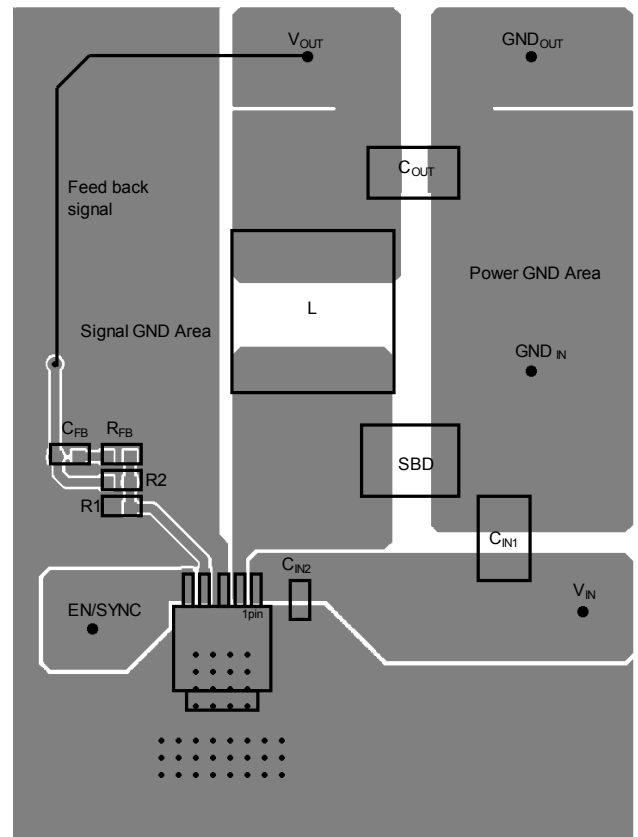 VOUT
GNDOUT
COUT
Feed back
signal
Power GND Area
L
Signal GND Area
GND IN
CFB
RFB
SBD
R2
R1
CIN1
CIN2
EN/SYNC
1pin
VIN